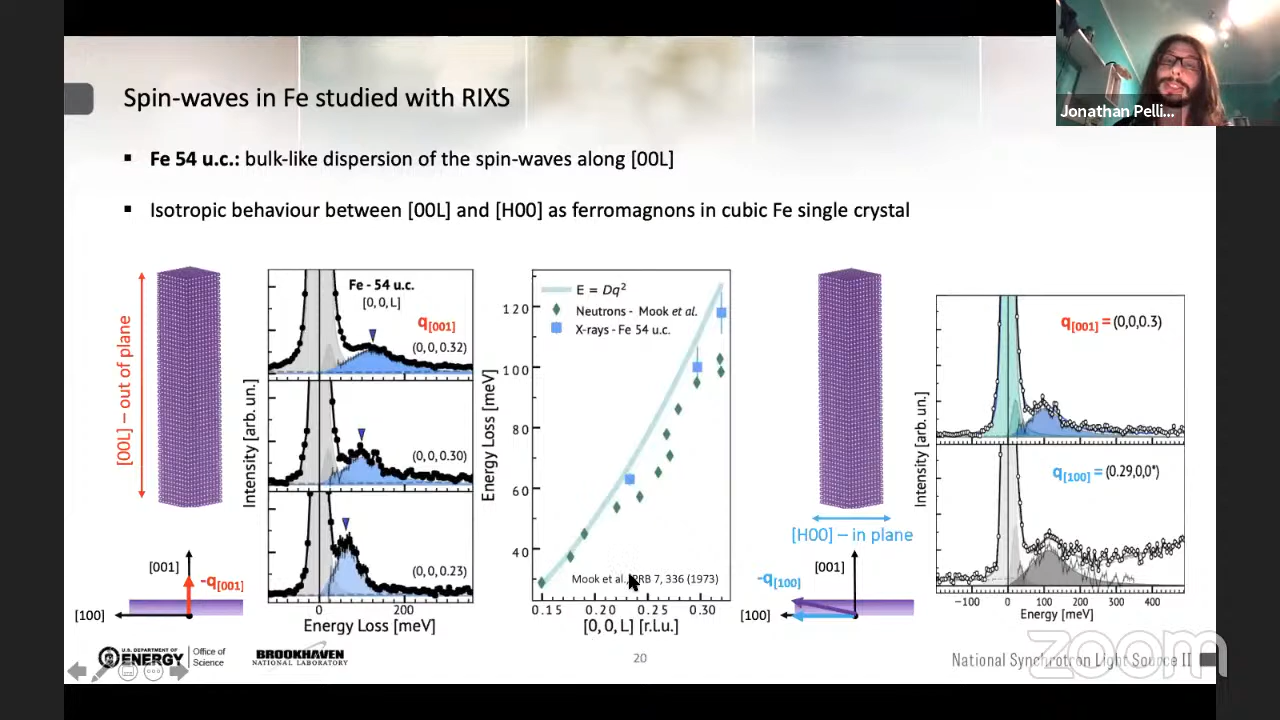 Jonathan Pelli...
Spin-waves in Fe studied with RIXS
▪ Fe 54 u.c.: bulk-like dispersion of the spin-waves along [00L]
▪ Isotropic behaviour between [00L] and [H00] as ferromagnons in cubic Fe single crystal
[00L] – out of plane
[001]
-q[001]
[100]
Intensity [arb. un.]
Fe - 54 u.c.
[0, 0, L]
q[001]
(0, 0, 0.32)
(0, 0, 0.30)
(0, 0, 0.23)
0 200
Energy Loss [meV]
Energy Loss [meV]
120
100
80
60
40
E = Dq²
Neutrons - Mook et al.
X-rays - Fe 54 u.c.
Mook et al., PRB 7, 336 (1973)
0.15 0.20 0.25 0.30
[0, 0, L] [r.l.u.]
[H00] – in plane
[001]
-q[100]
[100]
Intensity [arb. un.]
q[001] = (0,0,0.3)
q[100] = (0.29,0,0*)
-100 0 100 200 300 400
Energy [meV]
U.S. DEPARTMENT OF
ENERGY
Office of
Science
BROOKHAVEN
NATIONAL LABORATORY
20
National Synchrotron Light Source II
zoom